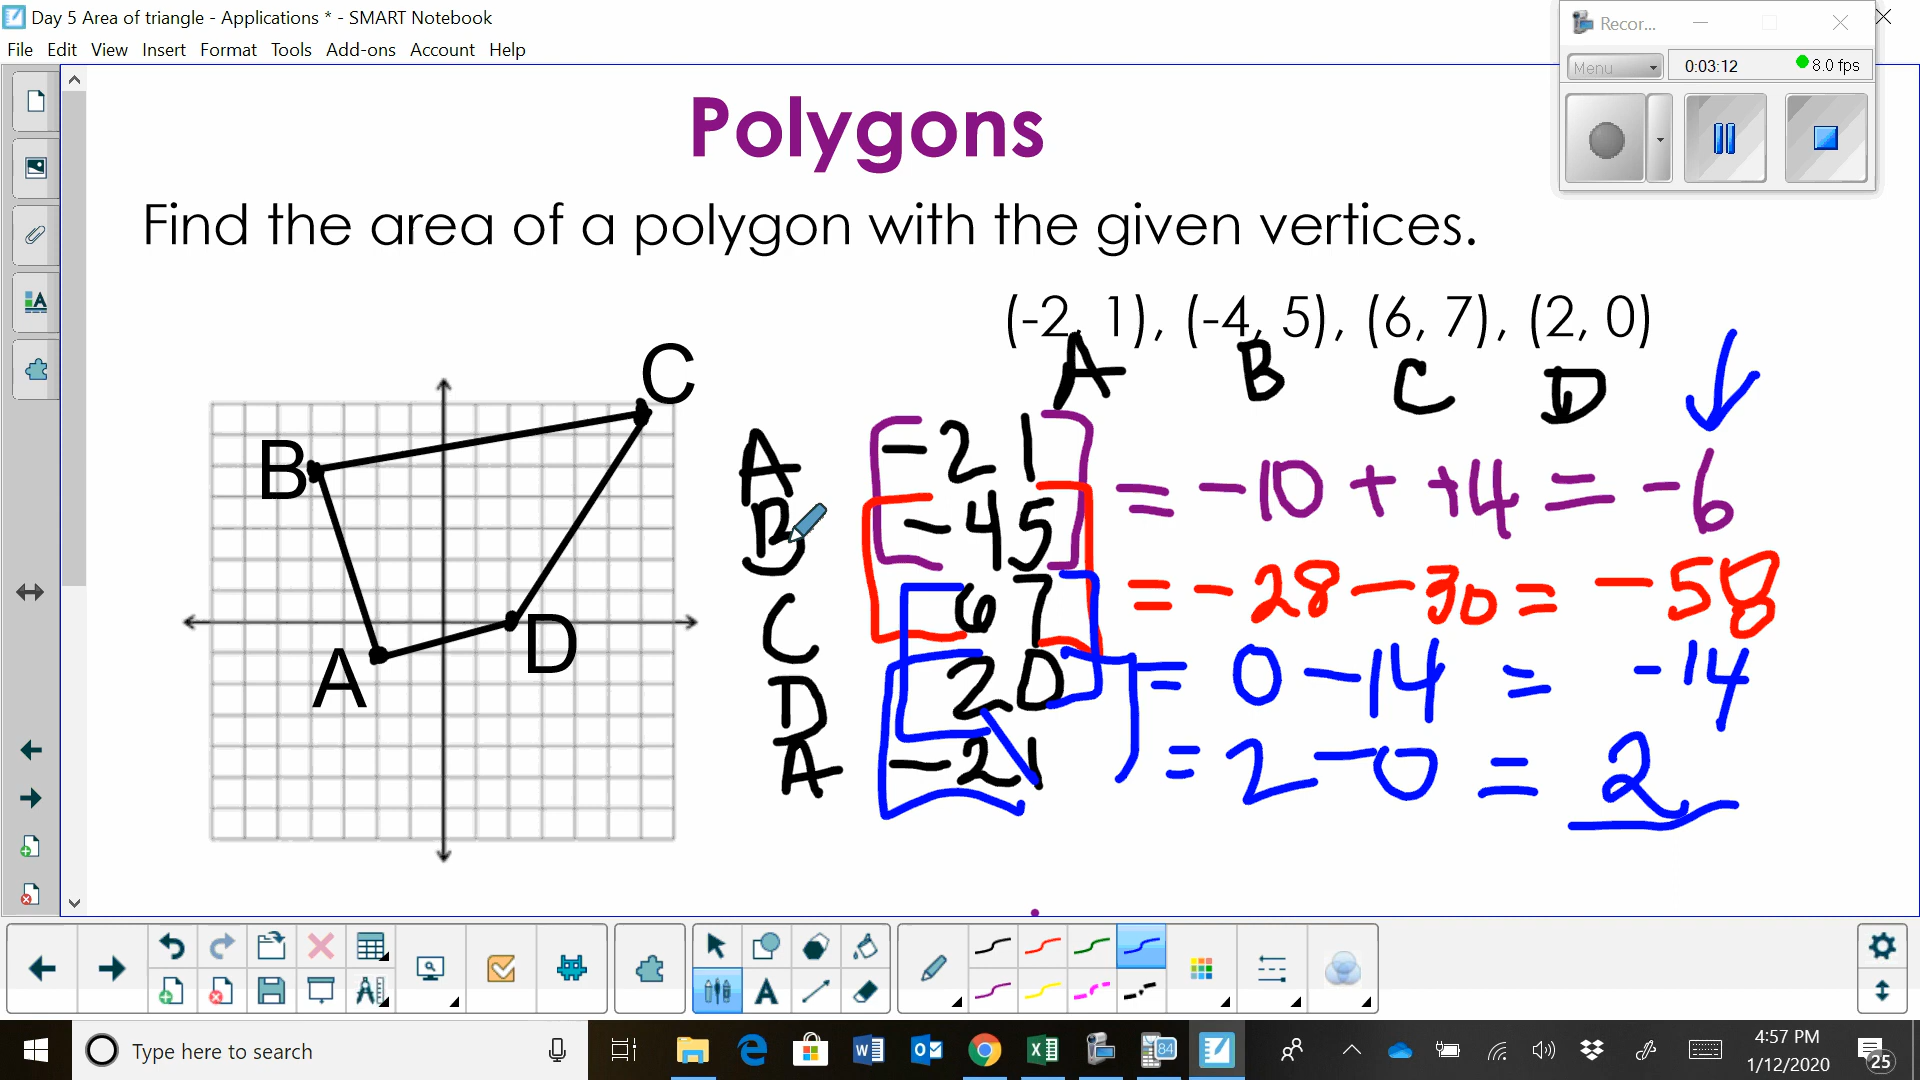 Day 5 Area of triangle - Applications * - SMART Notebook
Recor...
File Edit View Insert Format Tools Add-ons Account Help
Menu 0:03:12 8.0 fps
Polygons
Find the area of a polygon with the given vertices.
(-2, 1), (-4, 5), (6, 7), (2, 0)
A B C D
C
B
A
D
A -2 1 = -10 + +4 = -6
B -4 5 = -28 -30 = -58
C 6 7 = 0 -14 = -14
D 2 0 = 2 -0 = 2
A -2 1
Type here to search
84
4:57 PM
1/12/2020
25